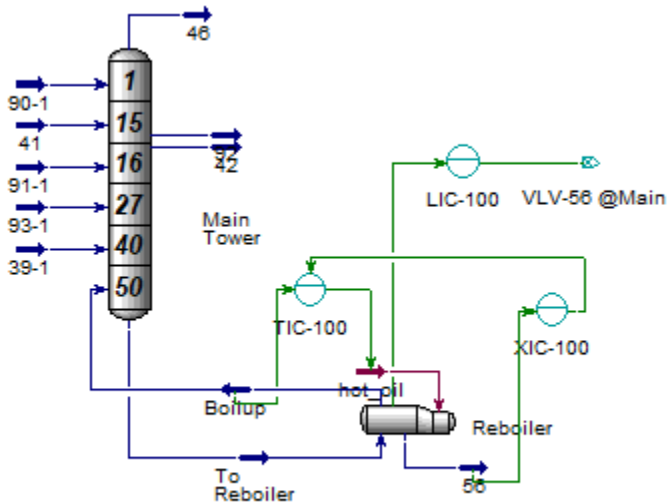 46
1
90-1
15
41
16
42
91-1
LIC-100
VLV-56 @Main
27
93-1
Main
Tower
40
39-1
50
TIC-100
XIC-100
hot_oil
Boilup
Reboiler
To
Reboiler
56